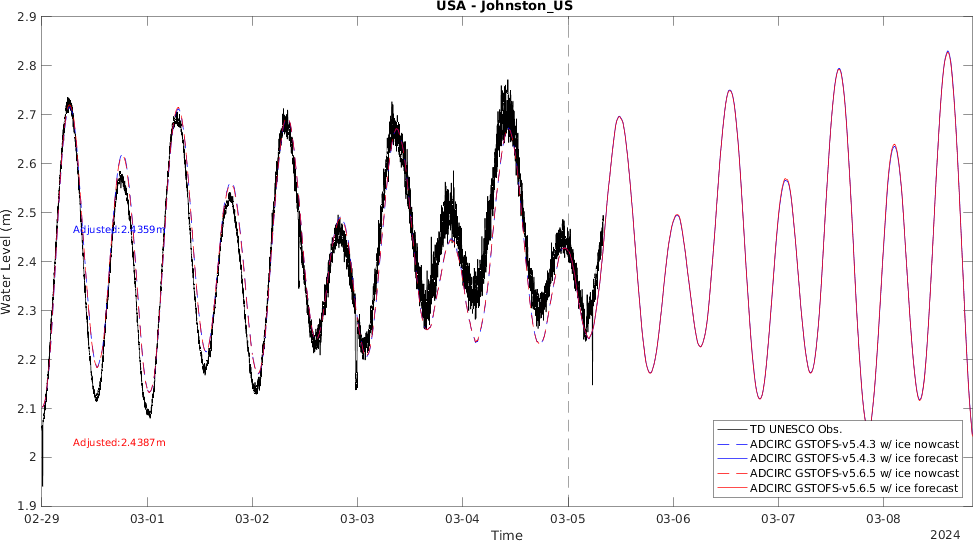 USA - Johnston_US
2.9
2.8
2.7
2.6
2.5
2.4
2.3
2.2
2.1
2
1.9
Water Level (m)
Adjusted:2.4359m
Adjusted:2.4387m
TD UNESCO Obs.
ADCIRC GSTOFS-v5.4.3 w/ ice nowcast
ADCIRC GSTOFS-v5.4.3 w/ ice forecast
ADCIRC GSTOFS-v5.6.5 w/ ice nowcast
ADCIRC GSTOFS-v5.6.5 w/ ice forecast
02-29 03-01 03-02 03-03 03-04 03-05 03-06 03-07 03-08
Time
2024